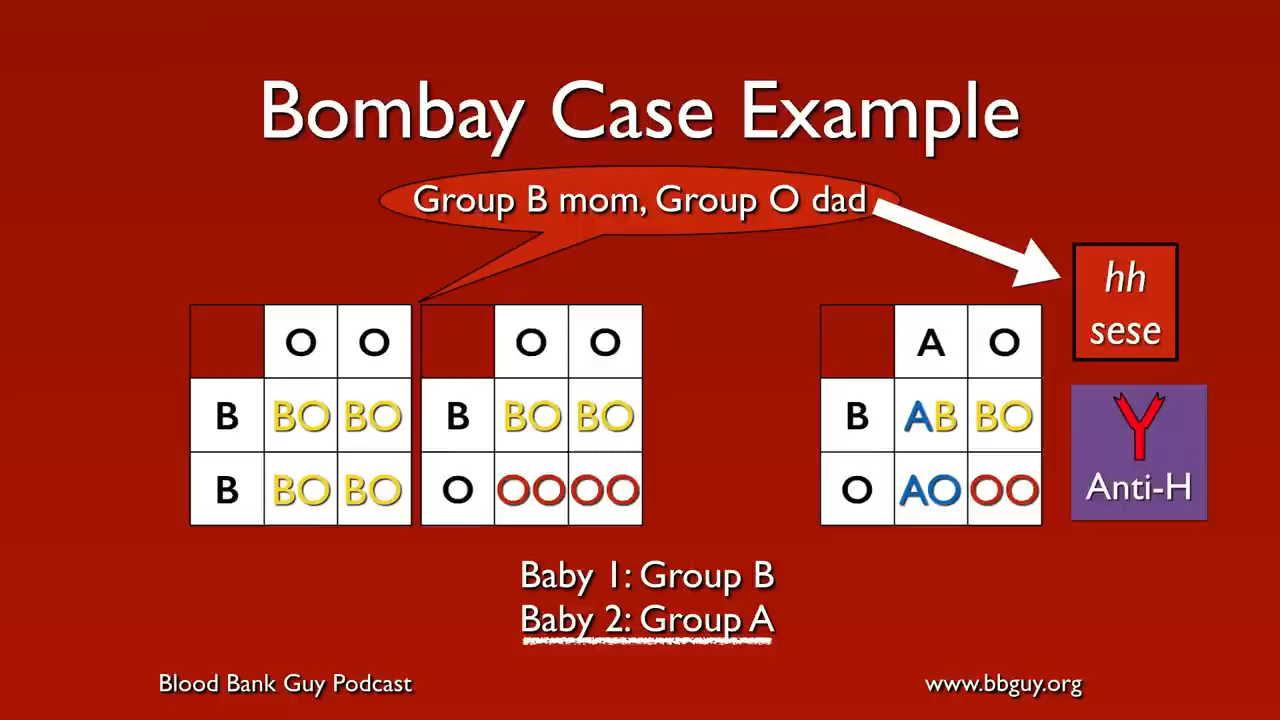 Bombay Case Example
Group B mom, Group O dad
hh
sese
O O
B BO BO
B BO BO
O O
B BO BO
O OO OO
A O
B AB BO
O AO OO
Anti-H
Baby 1: Group B
Baby 2: Group A
Blood Bank Guy Podcast
www.bbguy.org